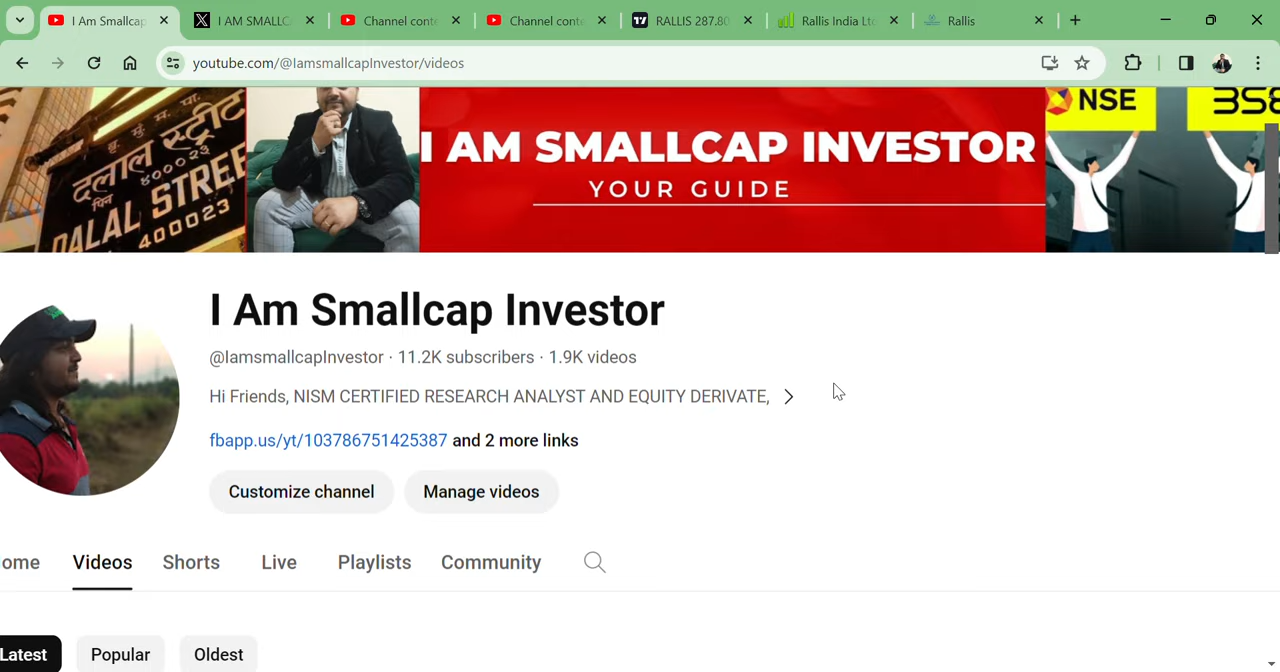 I Am Smallcap
I AM SMALLC
Channel conte
Channel conte
RALLIS 287.80
Rallis India Ltd
Rallis
youtube.com/@IamsmallcapInvestor/videos
मु. म. पा.
दलाल स्ट्रीट
पिन ४०००२३
DALAL STREE
400023
I AM SMALLCAP INVESTOR
YOUR GUIDE
NSE
BSE
I Am Smallcap Investor
@IamsmallcapInvestor · 11.2K subscribers · 1.9K videos
Hi Friends, NISM CERTIFIED RESEARCH ANALYST AND EQUITY DERIVATE,
fbapp.us/yt/103786751425387 and 2 more links
Customize channel
Manage videos
ome
Videos
Shorts
Live
Playlists
Community
Latest
Popular
Oldest